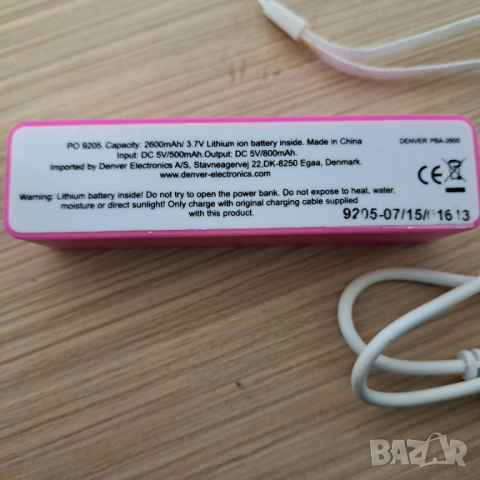 PO 9205. Capacity: 2600mAh/ 3.7V Lithium ion battery inside. Made in China
DENVER PBA-2600
Input: DC 5V/500mAh.Output: DC 5V/800mAh.
Imported by Denver Electronics A/S, Stavneagervej 22,DK-8250 Egaa, Denmark.
www.denver-electronics.com
CE
Warning: Lithium battery inside! Do not try to open the power bank. Do not expose to heat, water,
moisture or direct sunlight! Only charge with original charging cable supplied
with this product.
9205-07/15/01613
BAZAR
.bg